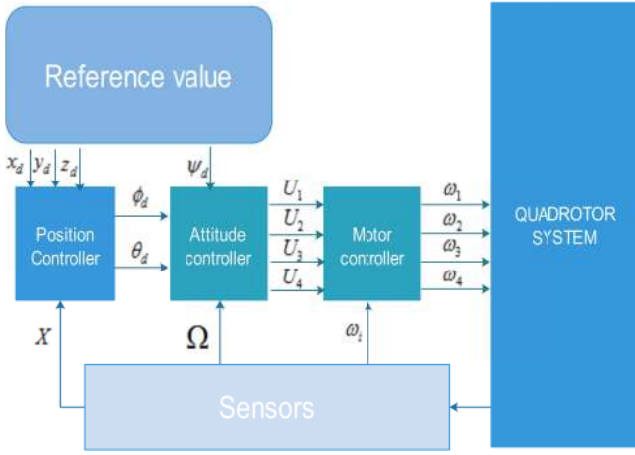 Reference value
x_d y_d z_d
ψ_d
Position
Controller
ϕ_d
θ_d
Attitude
controller
U_1
U_2
U_3
U_4
Motor
controller
ω_1
ω_2
ω_3
ω_4
QUADROTOR
SYSTEM
X
Ω
ω_i
Sensors